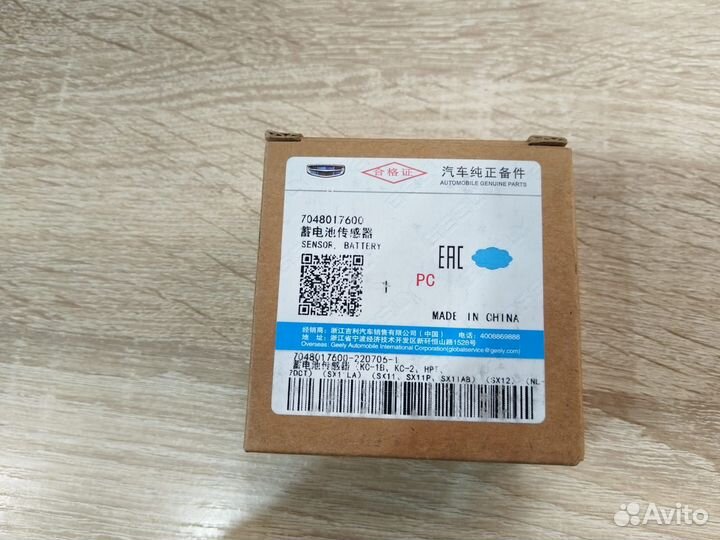 合格证
汽车纯正备件
AUTOMOBILE GENUINE PARTS
7048017600
蓄电池传感器
SENSOR, BATTERY
EAC
1
PC
MADE IN CHINA
经销商：浙江吉利汽车销售有限公司（中国） 电话：4008869888
地 址：浙江省宁波经济技术开发区新矸恒山路1528号
Overseas: Geely Automobile International Corporation(globalservice@geely.com)
7048017600-220706-1
蓄电池传感器（KC-1B、KC-2、HPT、
7DCT）（SX11 LA）（SX11、SX11P、SX11AB）（SX12）（NL-
Avito